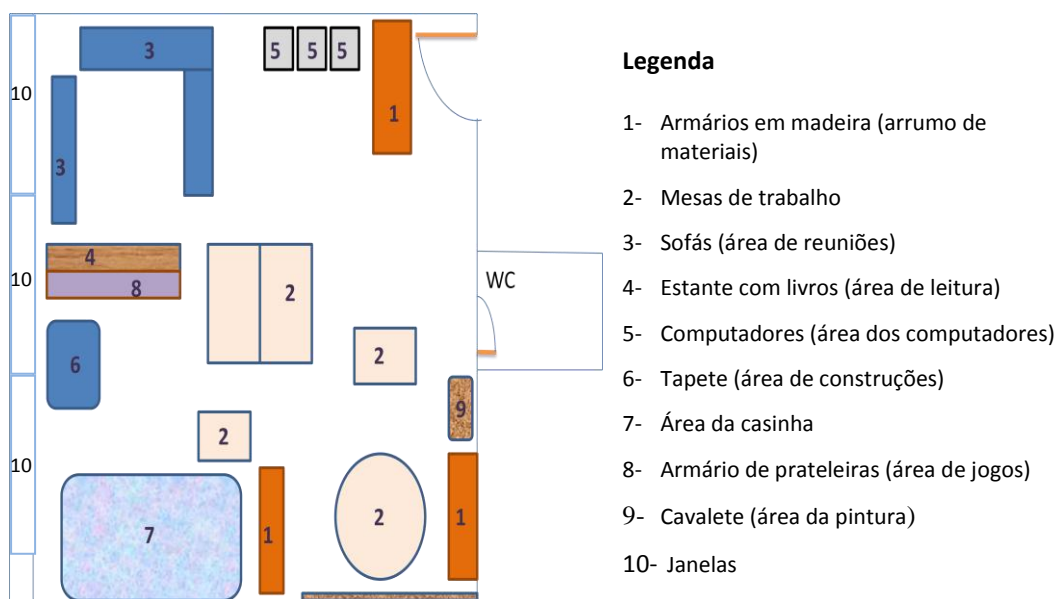 3
5 5 5
1
10
3
4
8
10
2
WC
6
2
9
2
10
7
1
2
1
Legenda
1- Armários em madeira (arrumo de
materiais)
2- Mesas de trabalho
3- Sofás (área de reuniões)
4- Estante com livros (área de leitura)
5- Computadores (área dos computadores)
6- Tapete (área de construções)
7- Área da casinha
8- Armário de prateleiras (área de jogos)
9- Cavalete (área da pintura)
10- Janelas